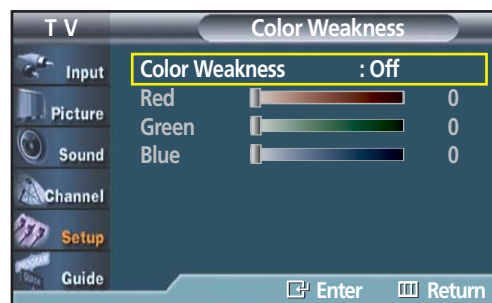 T V
Color Weakness
Input
Picture
Sound
Channel
Setup
Guide
Color Weakness : Off
Red 0
Green 0
Blue 0
Enter Return